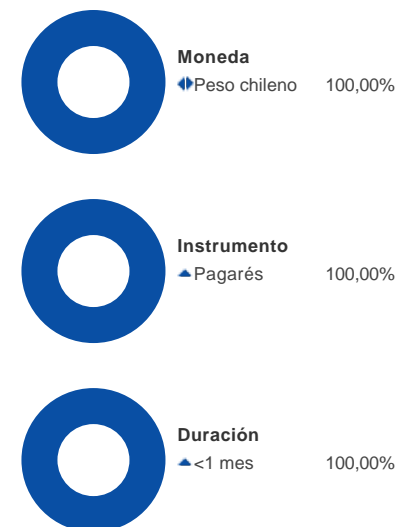 Moneda
Peso chileno 100,00%
Instrumento
Pagarés 100,00%
Duración
<1 mes 100,00%